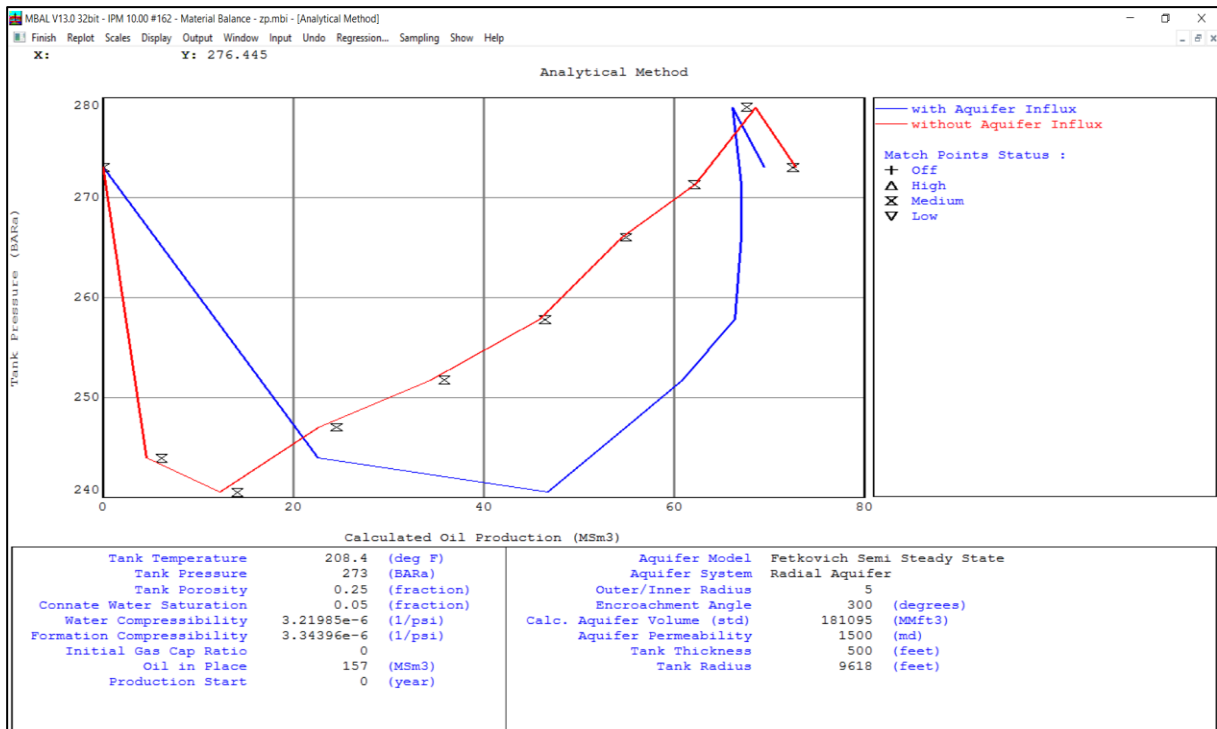 MBAL V13.0 32bit - IPM 10.00 #162 - Material Balance - zp.mbi - [Analytical Method]
Finish Replot Scales Display Output Window Input Undo Regression... Sampling Show Help
X: Y: 276.445
Analytical Method
280
270
260
250
240
Tank Pressure (BARa)
0 20 40 60 80
Calculated Oil Production (MSm3)
with Aquifer Influx
without Aquifer Influx
Match Points Status :
Off
High
Medium
Low
Tank Temperature 208.4 (deg F)
Tank Pressure 273 (BARa)
Tank Porosity 0.25 (fraction)
Connate Water Saturation 0.05 (fraction)
Water Compressibility 3.21985e-6 (1/psi)
Formation Compressibility 3.34396e-6 (1/psi)
Initial Gas Cap Ratio 0
Oil in Place 157 (MSm3)
Production Start 0 (year)
Aquifer Model Fetkovich Semi Steady State
Aquifer System Radial Aquifer
Outer/Inner Radius 5
Encroachment Angle 300 (degrees)
Calc. Aquifer Volume (std) 181095 (MMft3)
Aquifer Permeability 1500 (md)
Tank Thickness 500 (feet)
Tank Radius 9618 (feet)